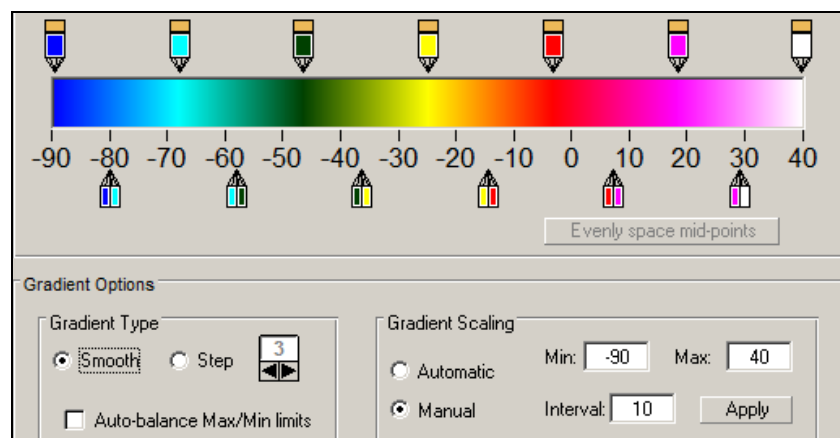 -90 -80 -70 -60 -50 -40 -30 -20 -10 0 10 20 30 40
Evenly space mid-points
Gradient Options
Gradient Type
Smooth Step 3
Auto-balance Max/Min limits
Gradient Scaling
Automatic Min: -90 Max: 40
Manual Interval: 10 Apply